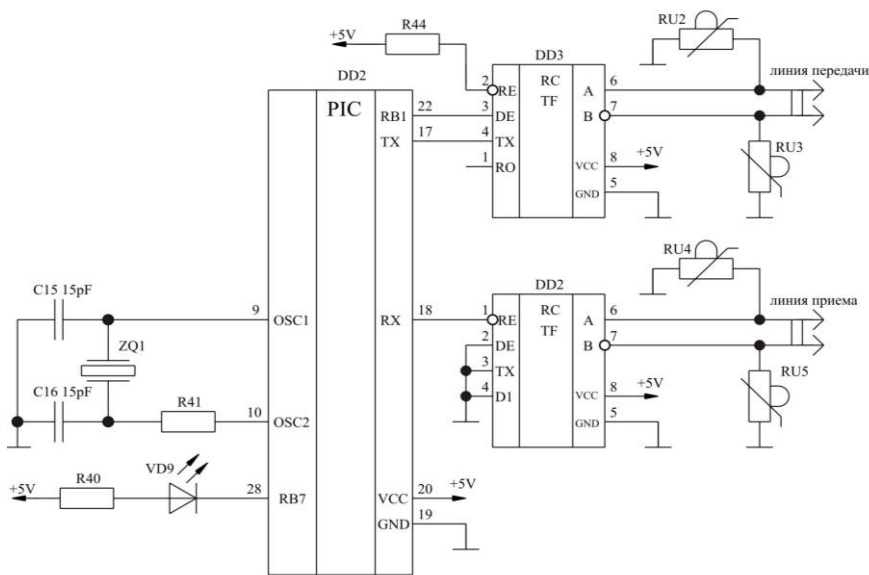 RU2
R44
+5V
DD3
линия передачи
DD2
2
RE
RC
TF
A
6
PIC
RB1
22
3
DE
B
7
TX
17
4
TX
RU3
1
RO
VCC
8
+5V
GND
5
RU4
DD2
C15 15pF
линия приема
9
OSC1
RX
18
1
RE
RC
TF
A
6
ZQ1
2
DE
B
7
3
TX
C16 15pF
4
D1
VCC
8
+5V
RU5
R41
10
OSC2
GND
5
VD9
R40
+5V
28
RB7
VCC
20
+5V
GND
19